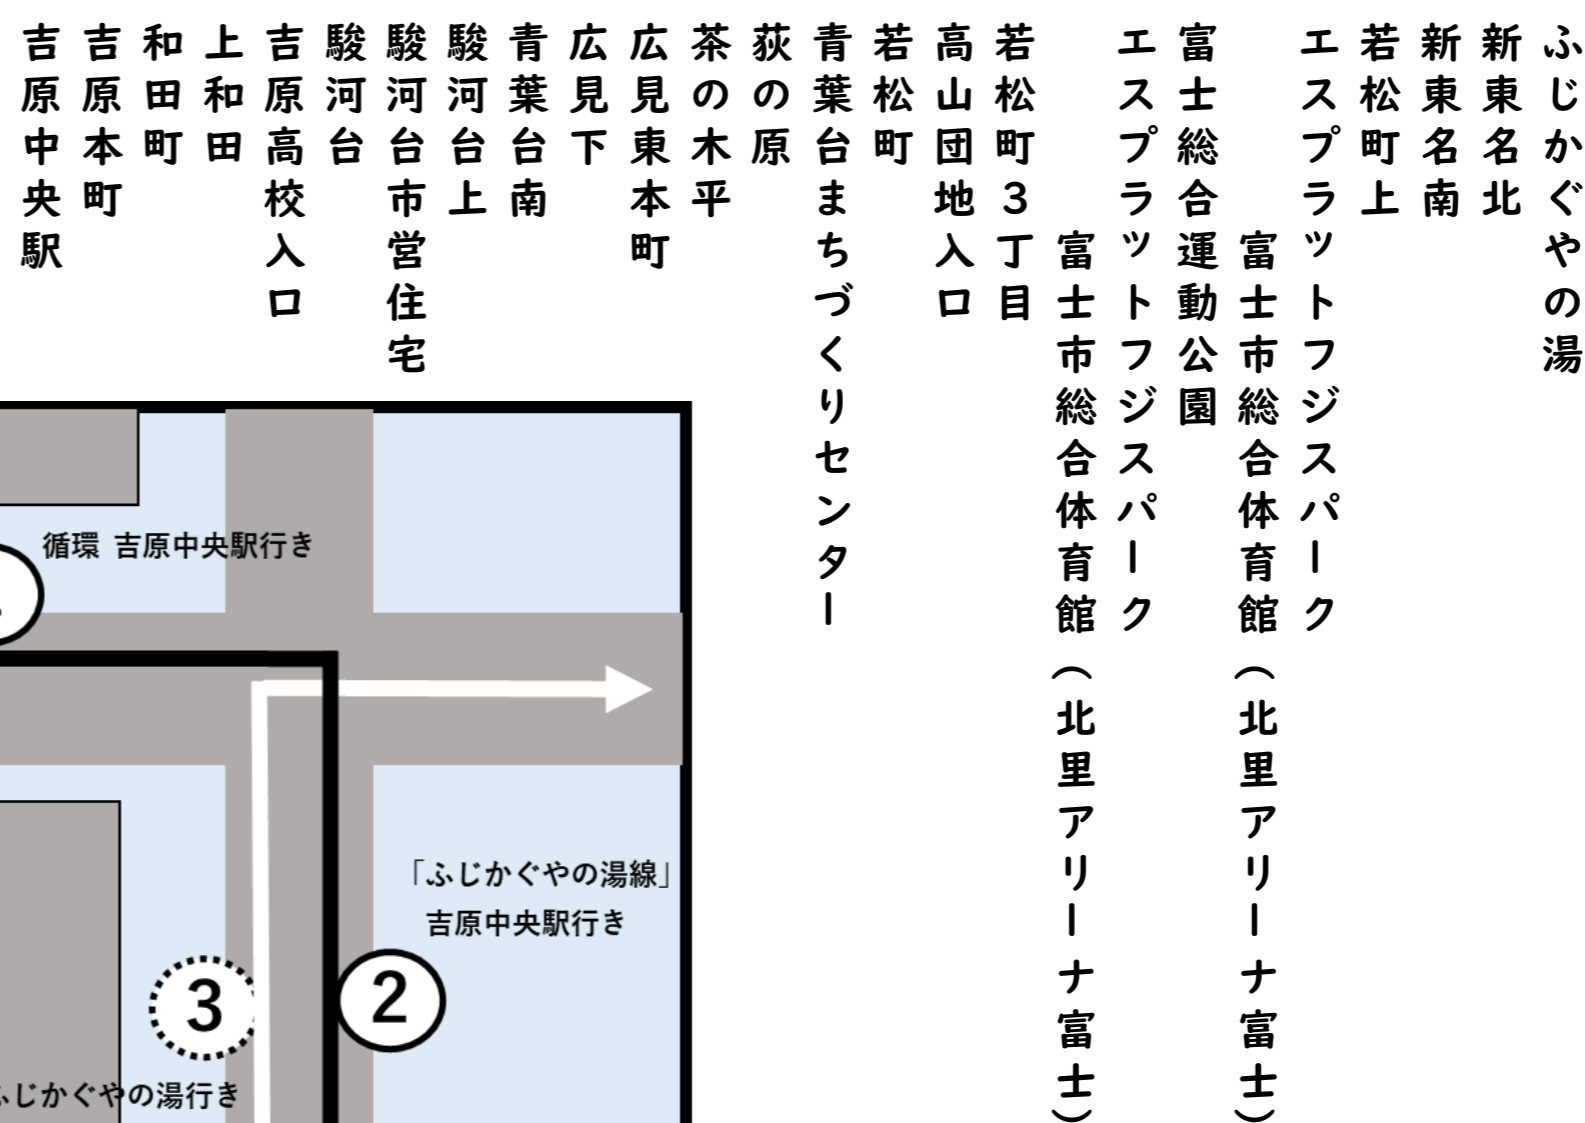 ふじかぐやの湯
新東名北
新東名南
若松町上
エスプラットフジスパーク
富士市総合体育館（北里アリーナ富士）
富士総合運動公園
エスプラットフジスパーク
富士市総合体育館（北里アリーナ富士）
若松町３丁目
高山団地入口
若松町
青葉台まちづくりセンター
荻の原
茶の木平
広見東本町
広見下
青葉台南
駿河台上
駿河台市営住宅
駿河台
吉原高校入口
上和田
和田町
吉原本町
吉原中央駅
循環 吉原中央駅行き
「ふじかぐやの湯線」
吉原中央駅行き
②
③
ふじかぐやの湯行き